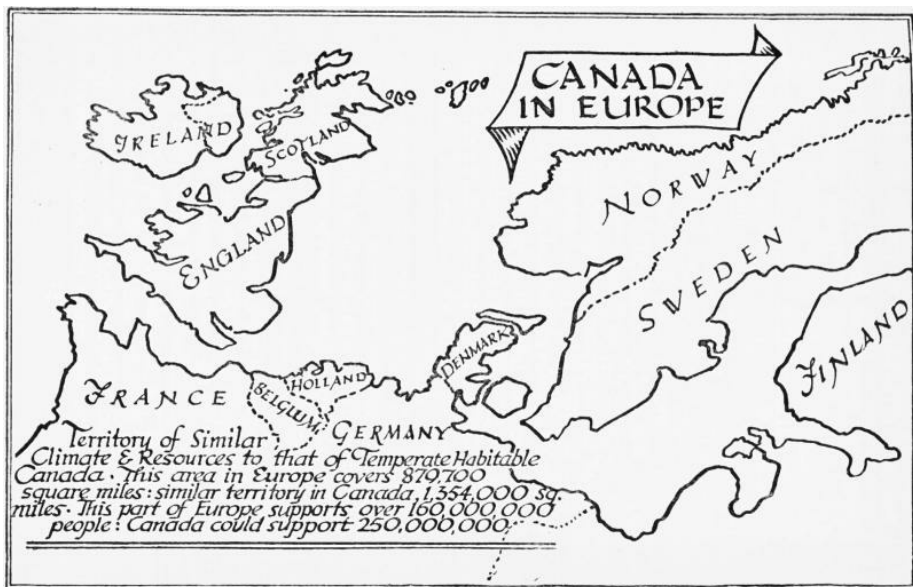 CANADA
IN EUROPE
IRELAND
SCOTLAND
NORWAY
ENGLAND
SWEDEN
FINLAND
DENMARK
HOLLAND
BELGIUM
FRANCE
GERMANY
Territory of Similar
Climate & Resources to that of Temperate Habitable
Canada. This area in Europe covers 879,700
square miles: similar territory in Canada, 1,354,000 sq.
miles. This part of Europe supports over 160,000,000
people: Canada could support 250,000,000.